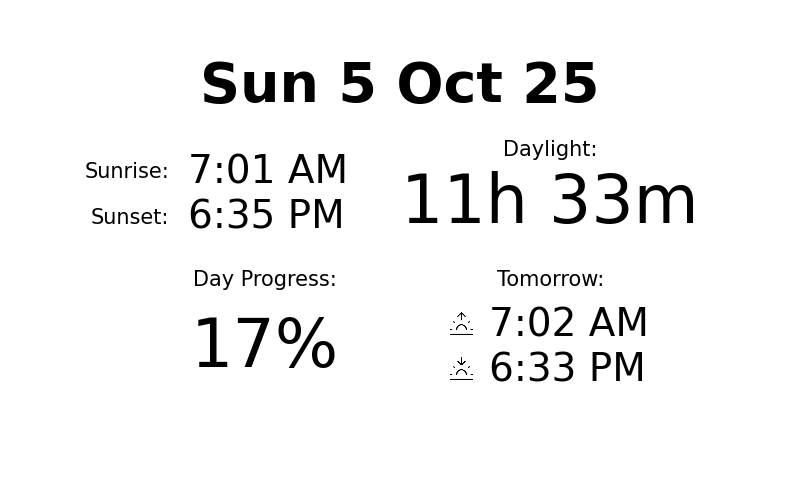 Sun 5 Oct 25
Sunrise: 7:01 AM
Sunset: 6:35 PM
Daylight:
11h 33m
Day Progress:
17%
Tomorrow:
7:02 AM
6:33 PM